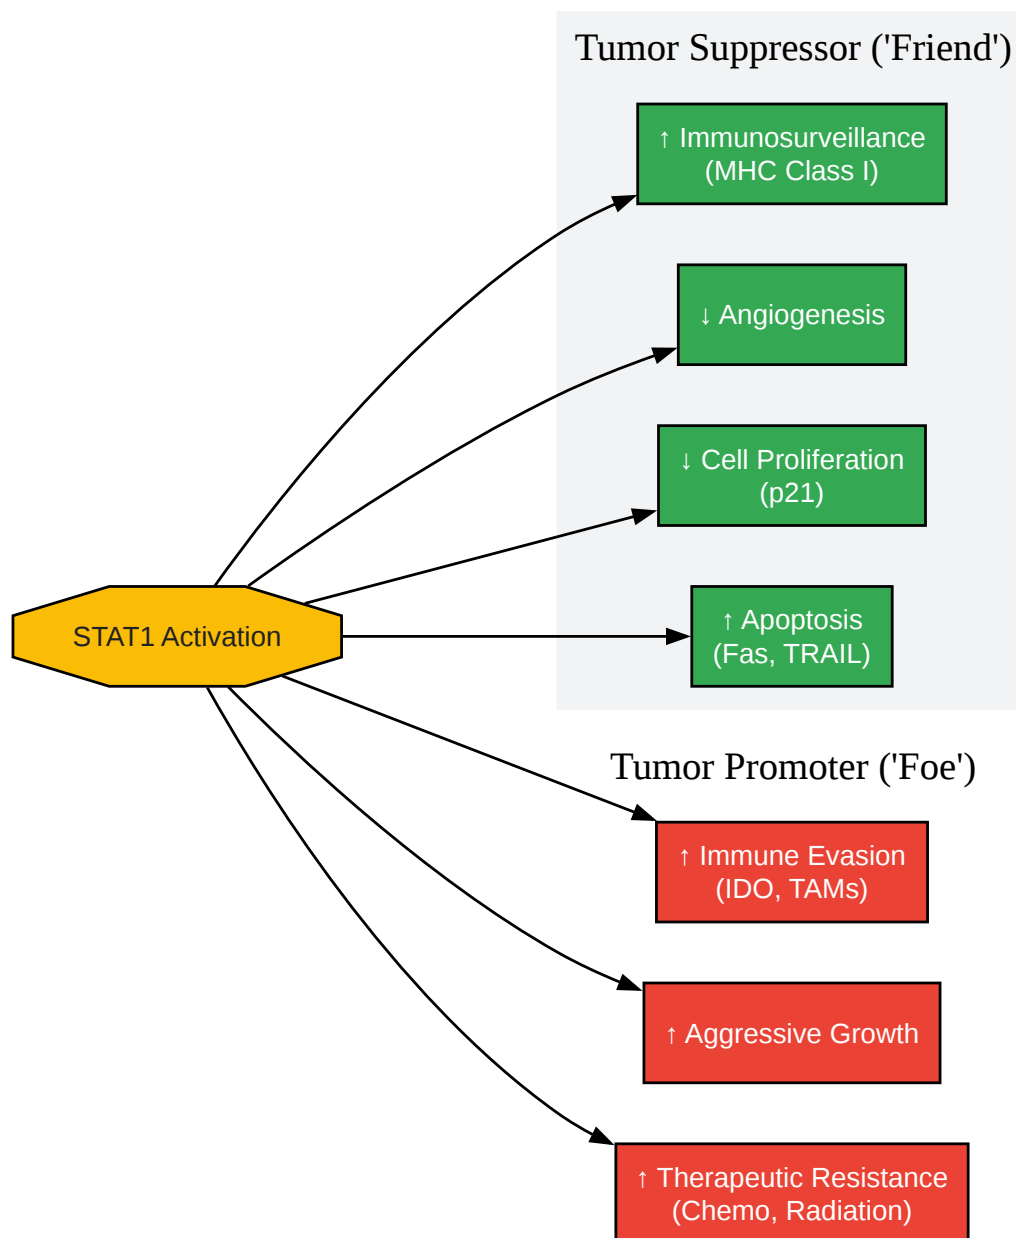 Tumor Suppressor ('Friend')
↑ Immunosurveillance
(MHC Class I)
↓ Angiogenesis
↓ Cell Proliferation
(p21)
STAT1 Activation
↑ Apoptosis
(Fas, TRAIL)
Tumor Promoter ('Foe')
↑ Immune Evasion
(IDO, TAMs)
↑ Aggressive Growth
↑ Therapeutic Resistance
(Chemo, Radiation)